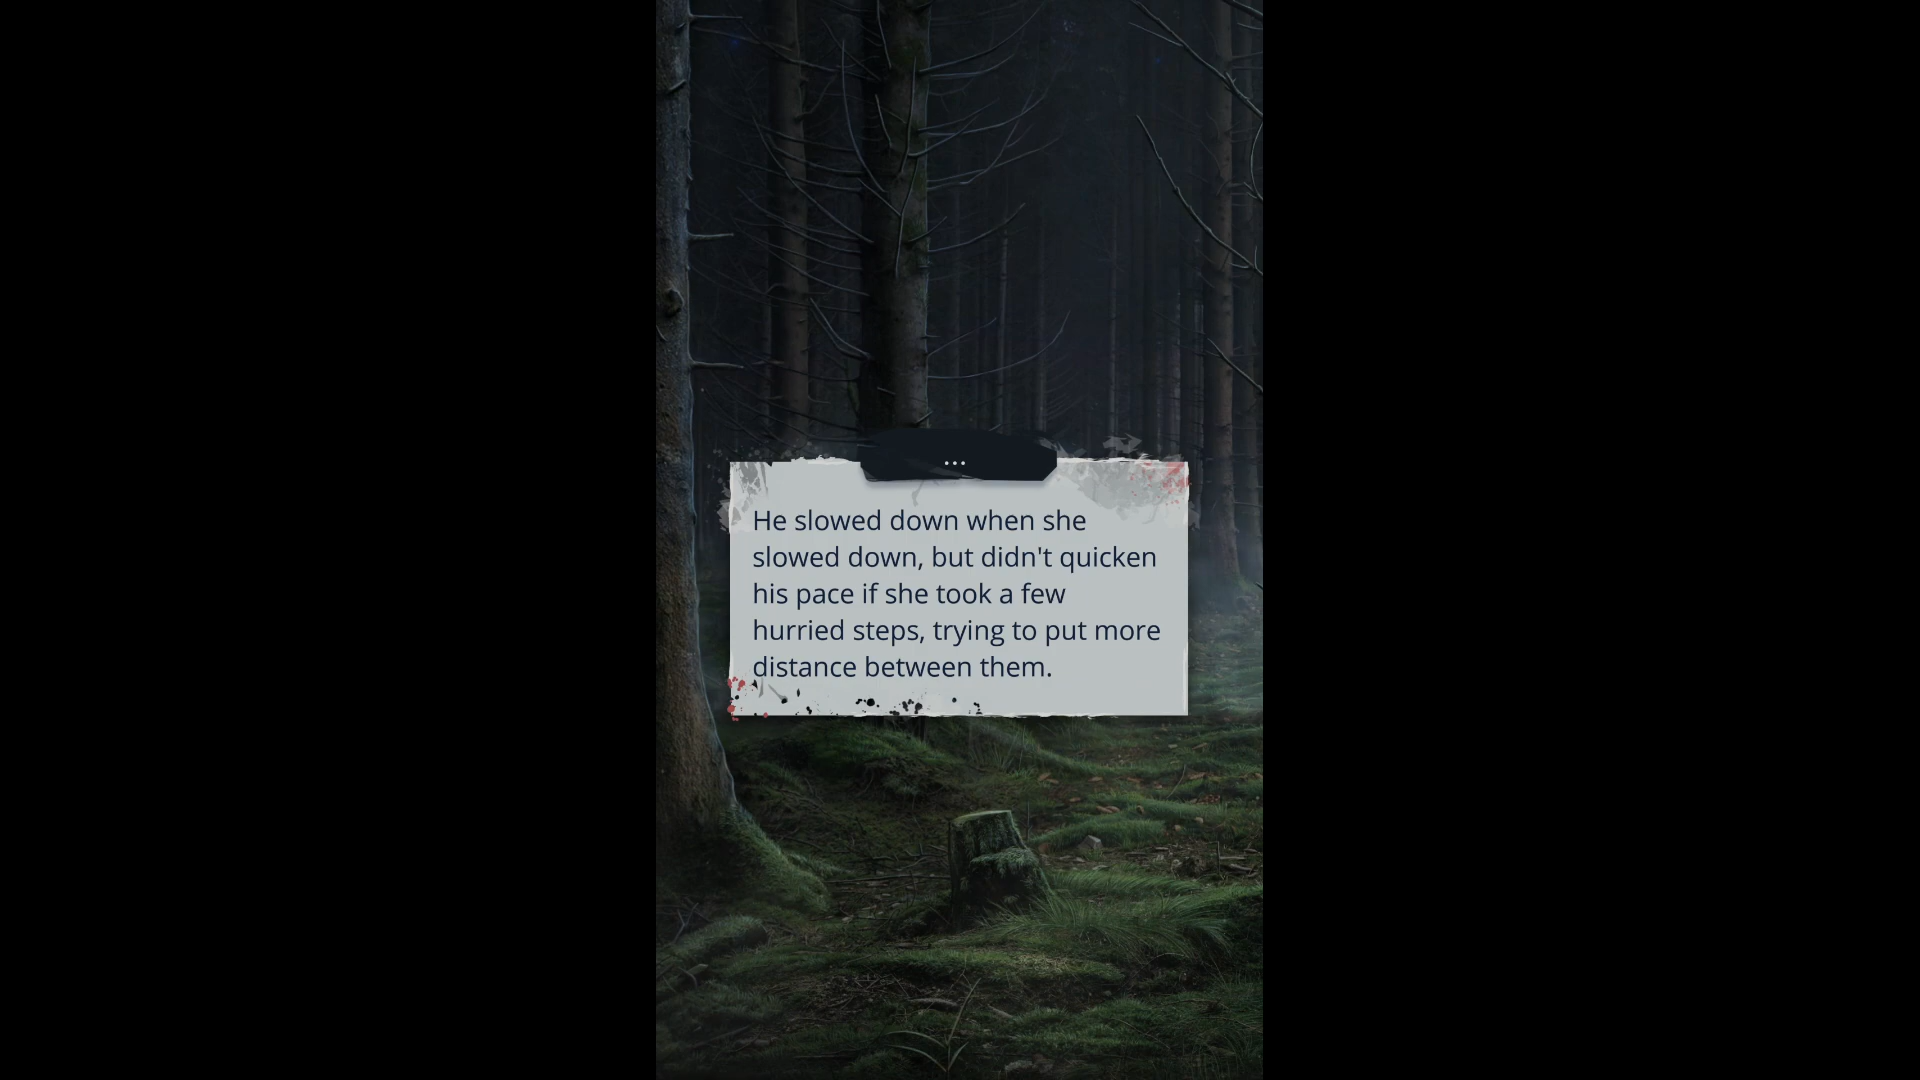 ...
He slowed down when she
slowed down, but didn't quicken
his pace if she took a few
hurried steps, trying to put more
distance between them.